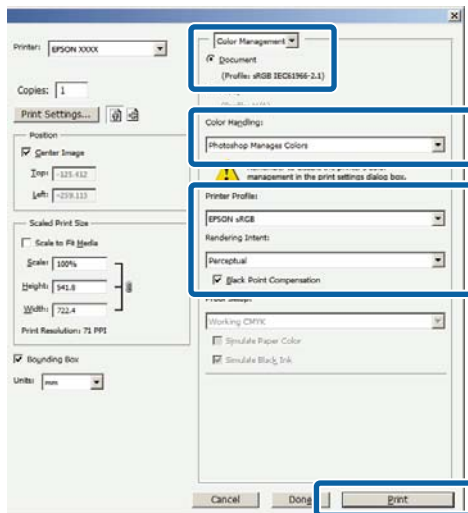 Printer: EPSON XXXX
Copies: 1
Print Settings...
Position
Center Image
Top: -125.412
Left: -259.113
Scaled Print Size
Scale to Fit Media
Scale: 100%
Height: 541.8
Width: 722.4
Print Resolution: 71 PPI
Bounding Box
Units: mm
Color Management
Document
(Profile: sRGB IEC61966-2.1)
Color Handling:
Photoshop Manages Colors
management in the print settings dialog box.
Printer Profile:
EPSON sRGB
Rendering Intent:
Perceptual
Black Point Compensation
Working CMYK
Simulate Paper Color
Simulate Black Ink
Cancel
Done
Print